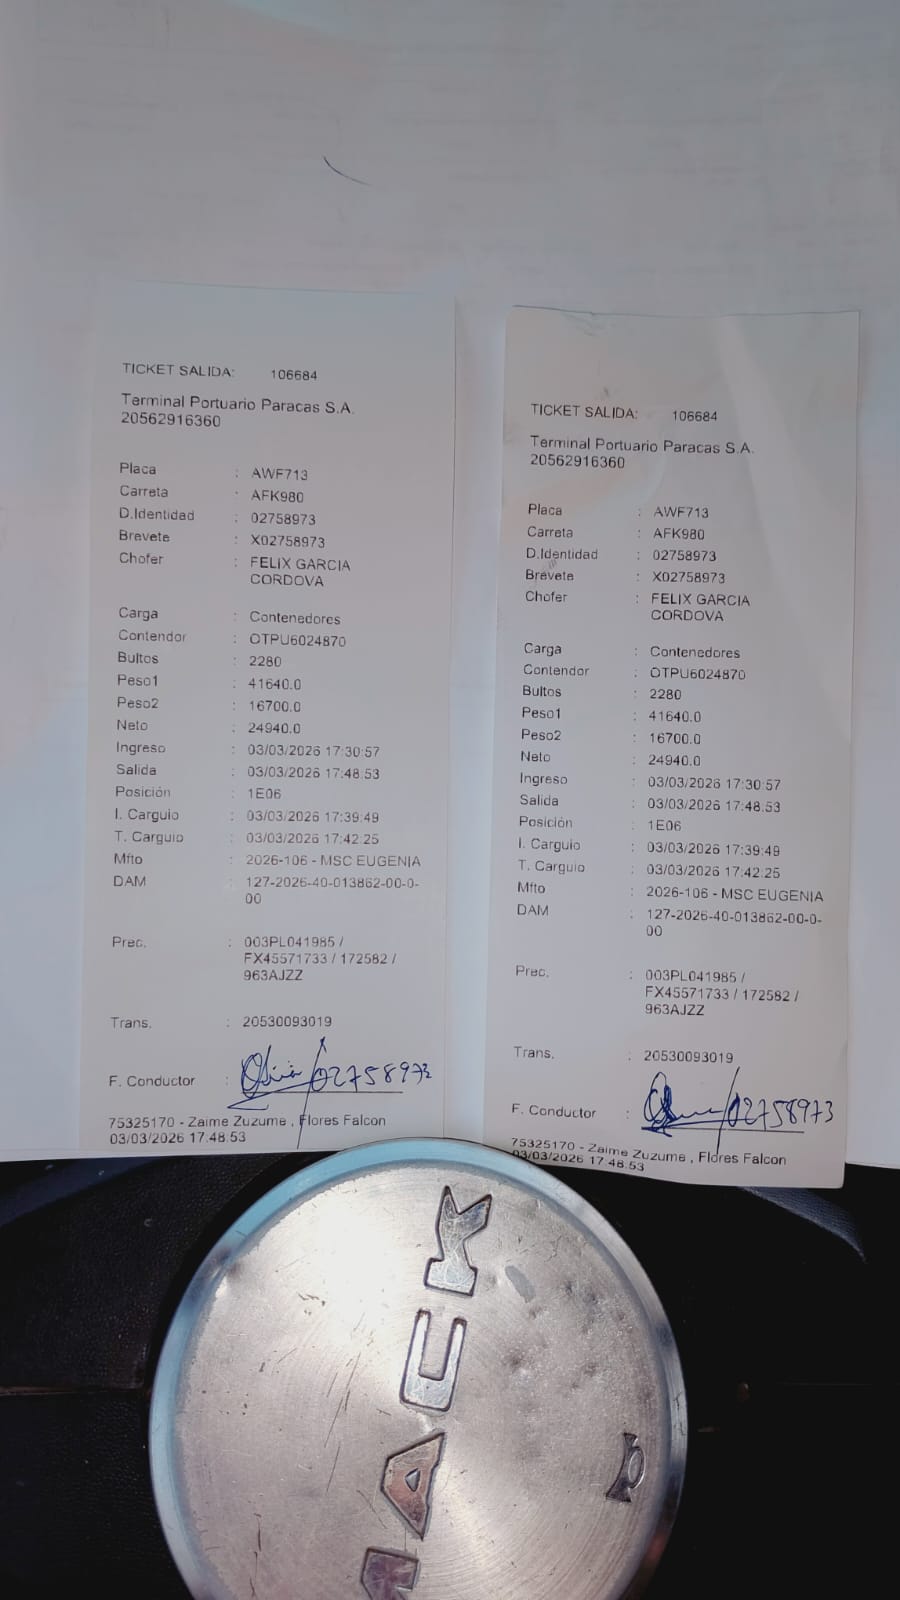 TICKET SALIDA: 106684
Terminal Portuario Paracas S.A.
20562916360
Placa : AWF713
Carreta : AFK980
D.Identidad : 02758973
Brevete : X02758973
Chofer : FELIX GARCIA
CORDOVA
Carga : Contenedores
Contendor : OTPU6024870
Bultos : 2280
Peso1 : 41640.0
Peso2 : 16700.0
Neto : 24940.0
Ingreso : 03/03/2026 17:30:57
Salida : 03/03/2026 17:48:53
Posición : 1E06
I. Carguio : 03/03/2026 17:39:49
T. Carguio : 03/03/2026 17:42:25
Mfto : 2026-106 - MSC EUGENIA
DAM : 127-2026-40-013862-00-0-
00
Prec. : 003PL041985 /
FX45571733 / 172582 /
963AJZZ
Trans. : 20530093019
F. Conductor : 02758973
75325170 - Zaime Zuzume , Flores Falcon
03/03/2026 17.48.53
TICKET SALIDA: 106684
Terminal Portuario Paracas S.A.
20562916360
Placa : AWF713
Carreta : AFK980
D.Identidad : 02758973
Brevete : X02758973
Chofer : FELIX GARCIA
CORDOVA
Carga : Contenedores
Contendor : OTPU6024870
Bultos : 2280
Peso1 : 41640.0
Peso2 : 16700.0
Neto : 24940.0
Ingreso : 03/03/2026 17:30:57
Salida : 03/03/2026 17:48:53
Posición : 1E06
I. Carguio : 03/03/2026 17:39:49
T. Carguio : 03/03/2026 17:42:25
Mfto : 2026-106 - MSC EUGENIA
DAM : 127-2026-40-013862-00-0-
00
Prec. : 003PL041985 /
FX45571733 / 172582 /
963AJZZ
Trans. : 20530093019
F. Conductor : 02758973
75325170 - Zaime Zuzume , Flores Falcon
03/03/2026 17.48.53
MACK